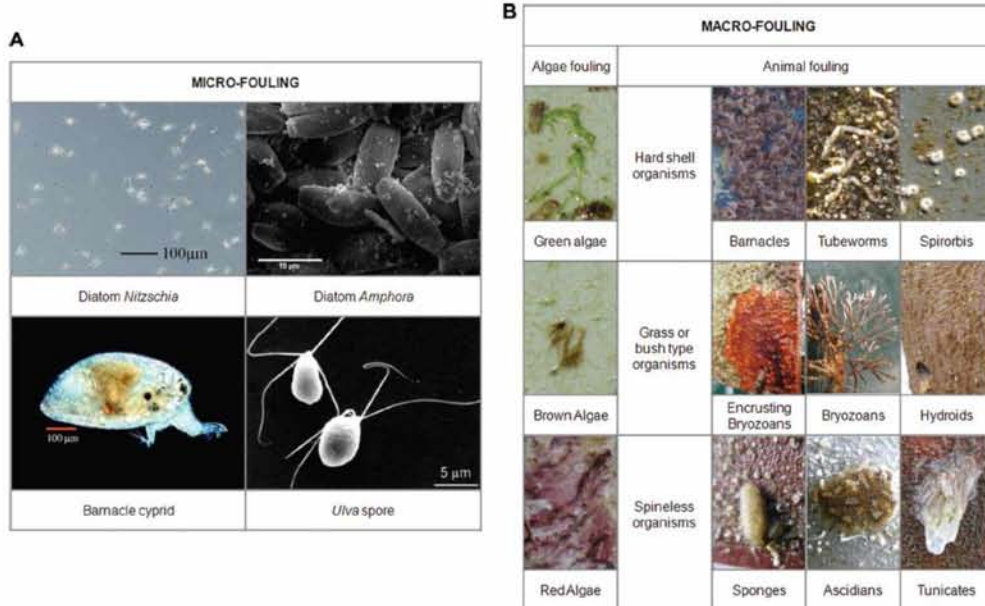 A
MICRO-FOULING
100μm
10 μm
Diatom Nitzschia
Diatom Amphora
100 μm
5 μm
Barnacle cyprid
Ulva spore
B
MACRO-FOULING
Algae fouling
Animal fouling
Hard shell
organisms
Green algae
Barnacles
Tubeworms
Spirorbis
Grass or
bush type
organisms
Brown Algae
Encrusting
Bryozoans
Bryozoans
Hydroids
Spineless
organisms
Red Algae
Sponges
Ascidians
Tunicates